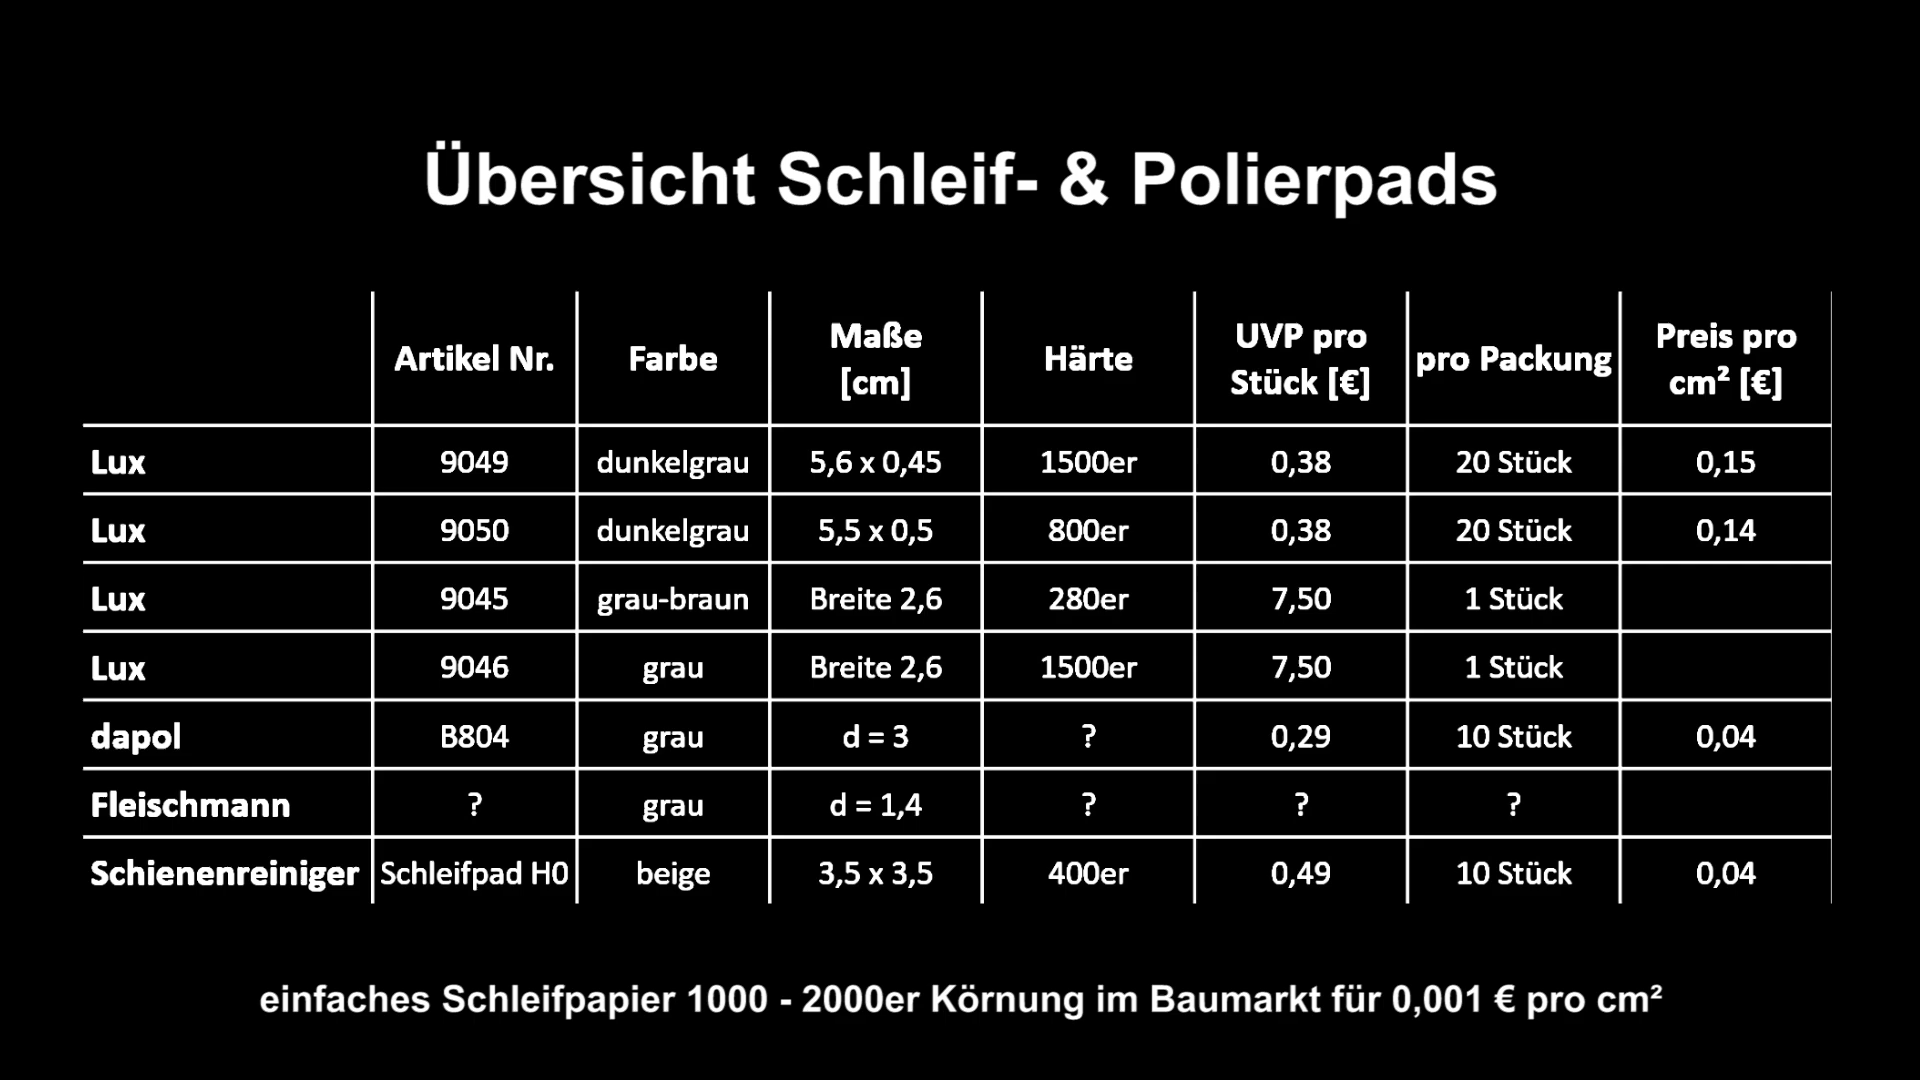 Übersicht Schleif- & Polierpads
Artikel Nr. Farbe Maße [cm] Härte UVP pro Stück [€] pro Packung Preis pro cm² [€]
Lux 9049 dunkelgrau 5,6 x 0,45 1500er 0,38 20 Stück 0,15
Lux 9050 dunkelgrau 5,5 x 0,5 800er 0,38 20 Stück 0,14
Lux 9045 grau-braun Breite 2,6 280er 7,50 1 Stück
Lux 9046 grau Breite 2,6 1500er 7,50 1 Stück
dapol B804 grau d = 3 ? 0,29 10 Stück 0,04
Fleischmann ? grau d = 1,4 ? ? ?
Schienenreiniger Schleifpad H0 beige 3,5 x 3,5 400er 0,49 10 Stück 0,04
einfaches Schleifpapier 1000 - 2000er Körnung im Baumarkt für 0,001 € pro cm²